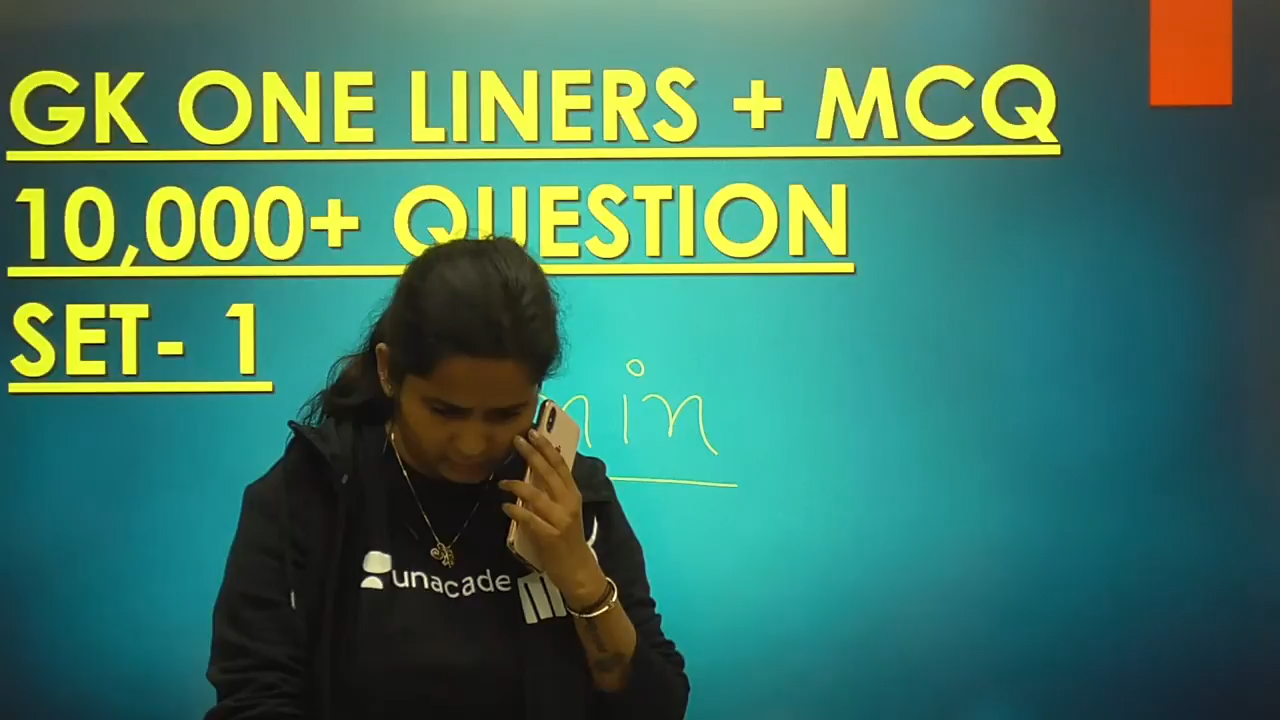 GK ONE LINERS + MCQ
10,000+ QUESTION
SET- 1
min
unacade